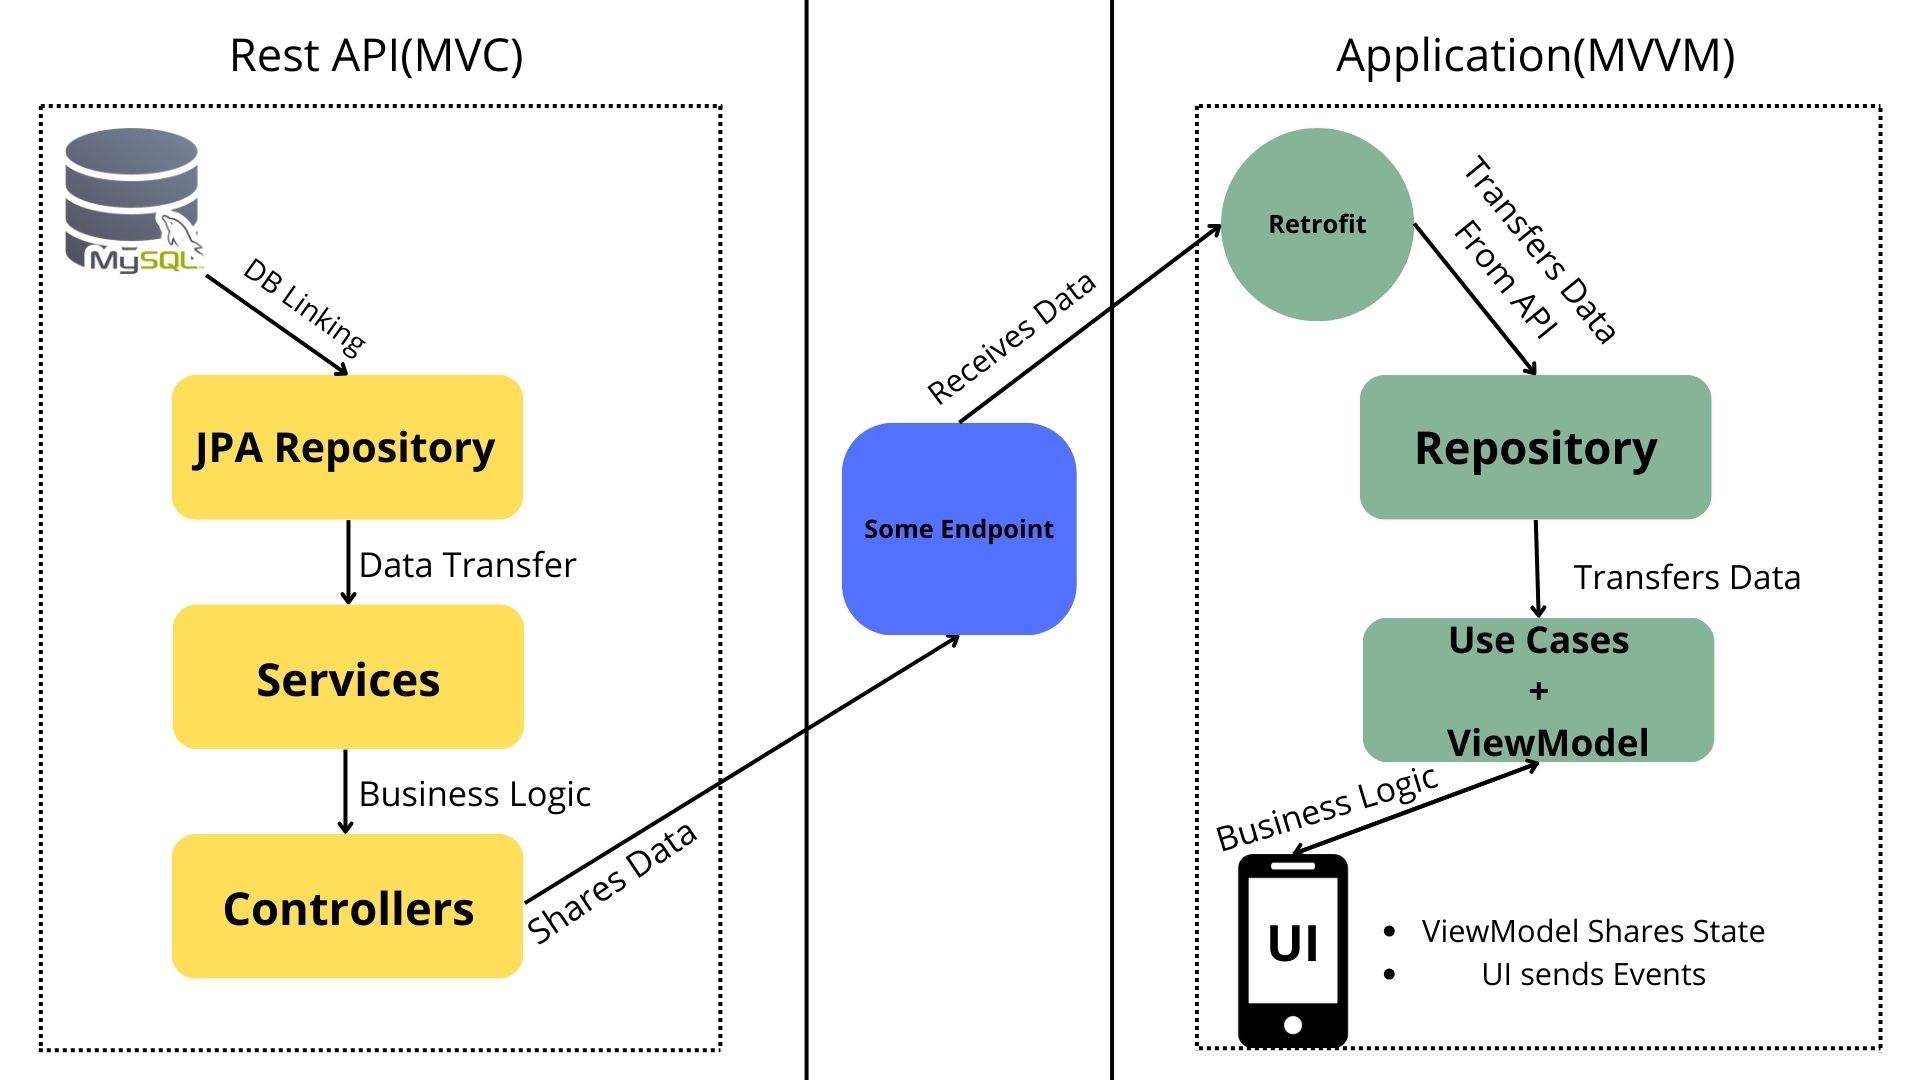 Rest API(MVC)
MySQL
DB Linking
JPA Repository
Data Transfer
Services
Business Logic
Controllers
Shares Data
Some Endpoint
Receives Data
Application(MVVM)
Retrofit
Transfers Data
From API
Repository
Transfers Data
Use Cases
+
ViewModel
Business Logic
UI
• ViewModel Shares State
• UI sends Events